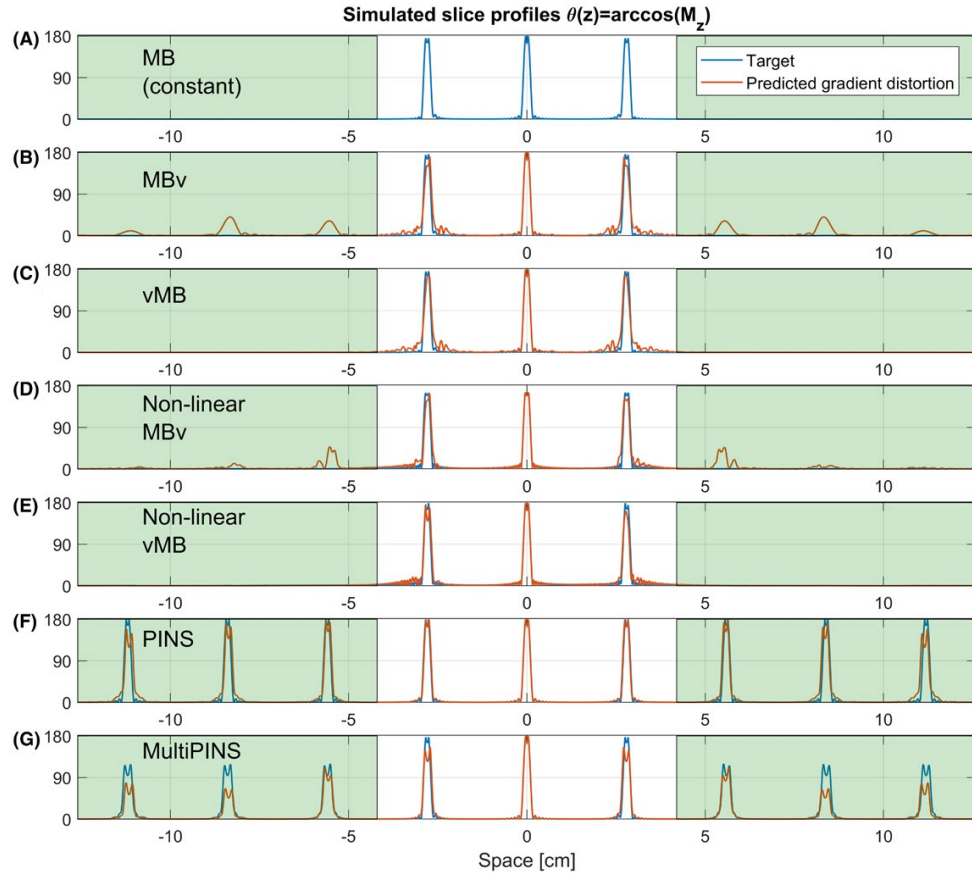 Simulated slice profiles θ(z)=arccos(M_z)
(A)
180
90
0
MB
(constant)
Target
Predicted gradient distortion
-10
-5
0
5
10
(B)
180
90
0
MBv
-10
-5
0
5
10
(C)
180
90
0
vMB
-10
-5
0
5
10
(D)
180
90
0
Non-linear
MBv
-10
-5
0
5
10
(E)
180
90
0
Non-linear
vMB
-10
-5
0
5
10
(F)
180
90
0
PINS
-10
-5
0
5
10
(G)
180
90
0
MultiPINS
-10
-5
0
5
10
Space [cm]